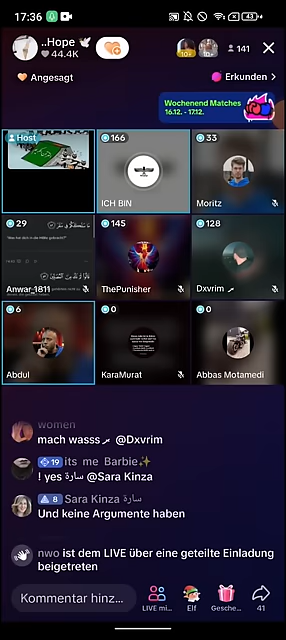 17:36
43
..Hope 🕊
44.4K
10+
10+
141
Angesagt
Erkunden >
Wochenend Matches
16.12. - 17.12.
Host
166
33
ICH BIN
Moritz
29
145
128
Anwar_1811
ThePunisher
Dxvrim
6
0
0
Abdul
KaraMurat
Abbas Motamedi
women
mach wasss @Dxvrim
19 its me Barbie✨
! yes سارة @Sara Kinza
8 Sara Kinza سارة
Und keine Argumente haben
nwo ist dem LIVE über eine geteilte Einladung
beigetreten
Kommentar hinz...
LIVE mi...
Elf
Gesche...
41